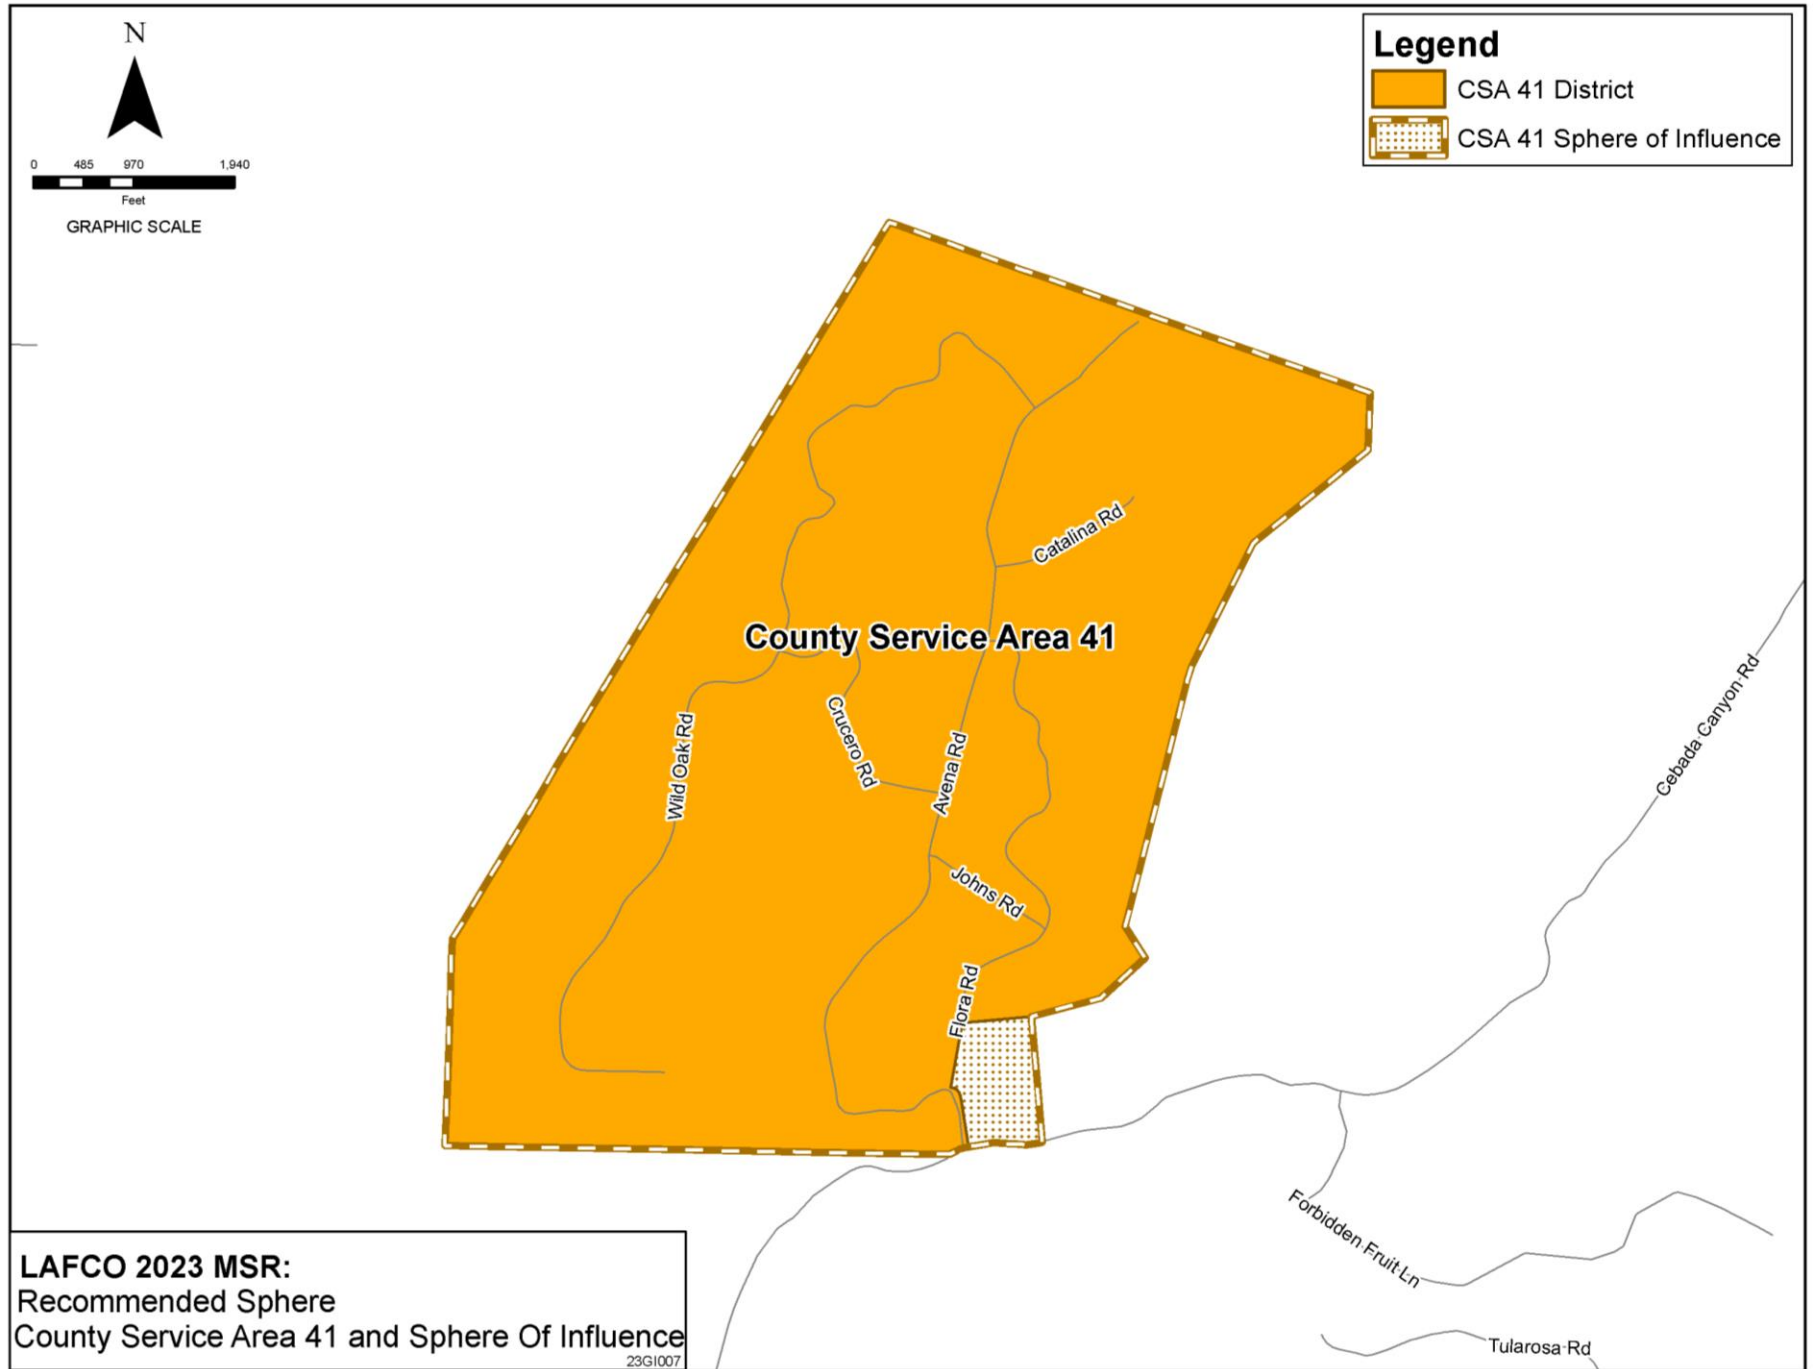 N
0 485 970 1,940
Feet
GRAPHIC SCALE
Legend
CSA 41 District
CSA 41 Sphere of Influence
Catalina Rd
County Service Area 41
Crucero Rd
Wild Oak Rd
Avena Rd
Cebada Canyon Rd
Johns Rd
Flora Rd
Forbidden Fruit Ln
Tularosa Rd
LAFCO 2023 MSR:
Recommended Sphere
County Service Area 41 and Sphere Of Influence
23GI007